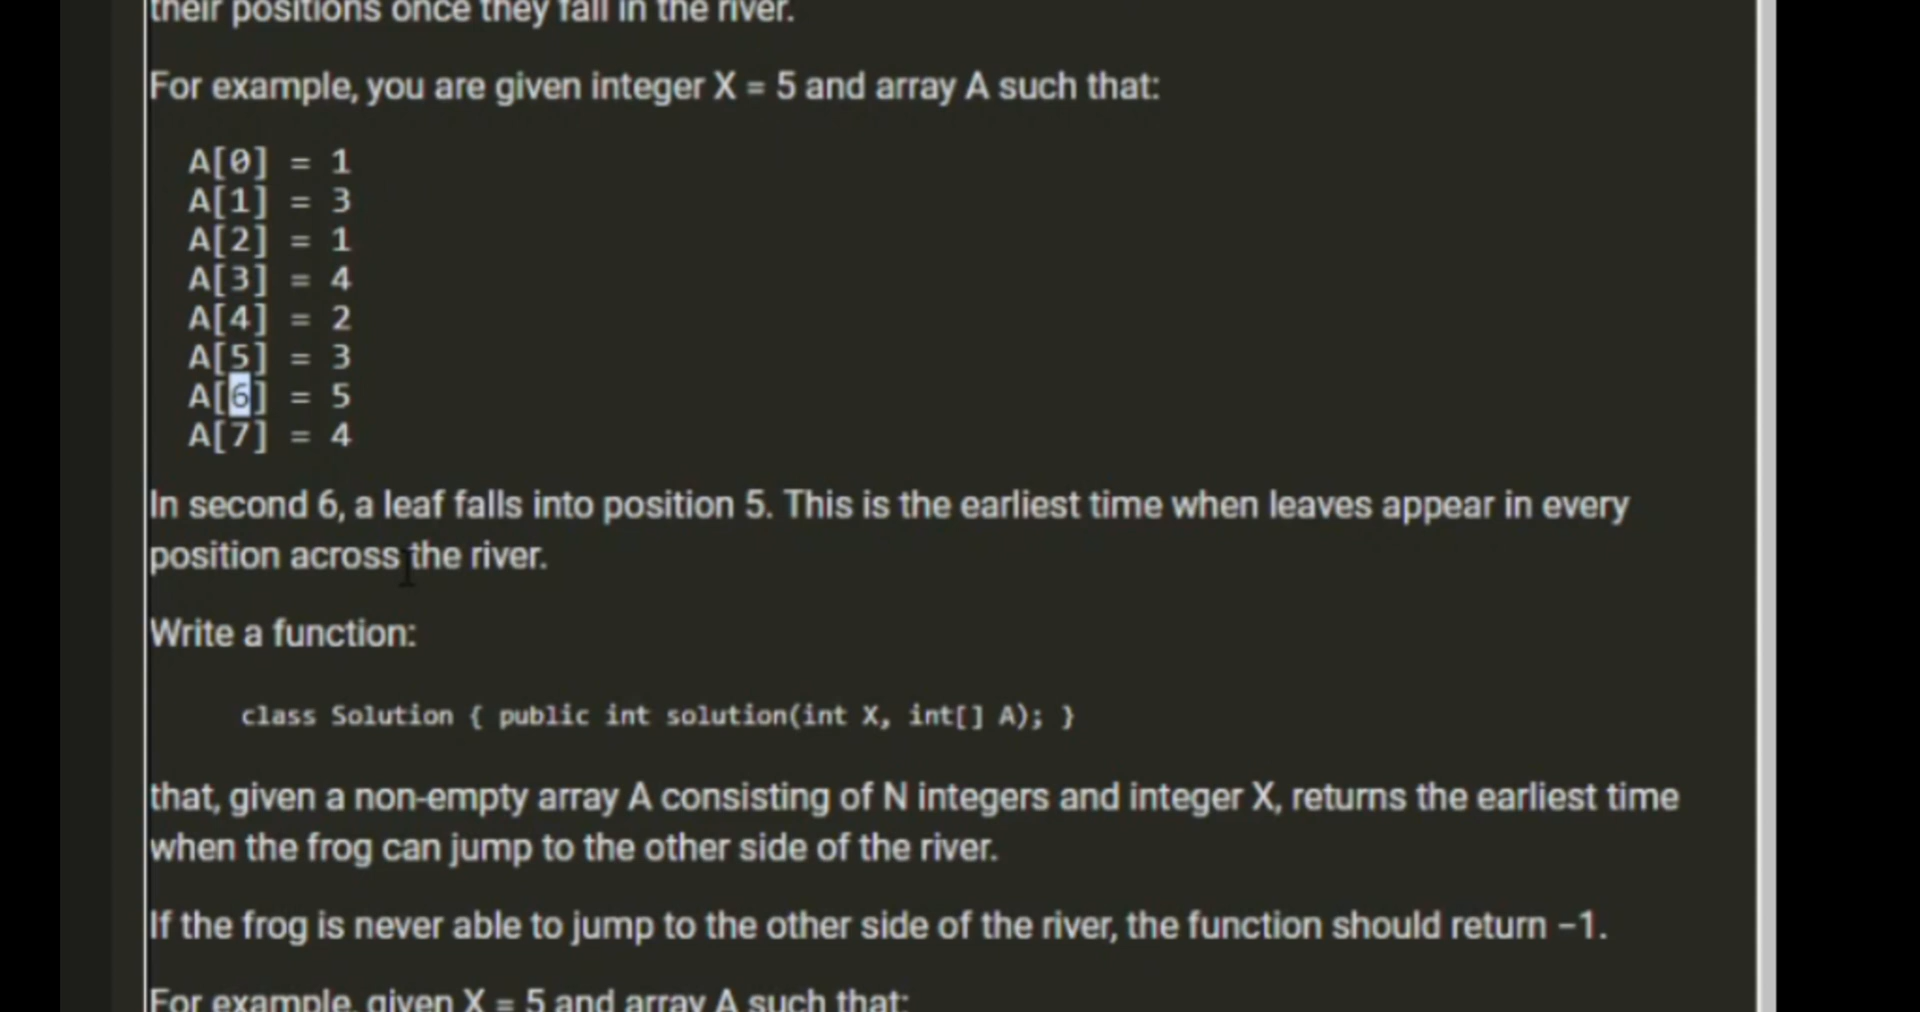 their positions once they fall in the river.
For example, you are given integer X = 5 and array A such that:
A[0] = 1
A[1] = 3
A[2] = 1
A[3] = 4
A[4] = 2
A[5] = 3
A[6] = 5
A[7] = 4
In second 6, a leaf falls into position 5. This is the earliest time when leaves appear in every
position across the river.
Write a function:
class Solution { public int solution(int X, int[] A); }
that, given a non-empty array A consisting of N integers and integer X, returns the earliest time
when the frog can jump to the other side of the river.
If the frog is never able to jump to the other side of the river, the function should return −1.
For example, given X = 5 and array A such that: